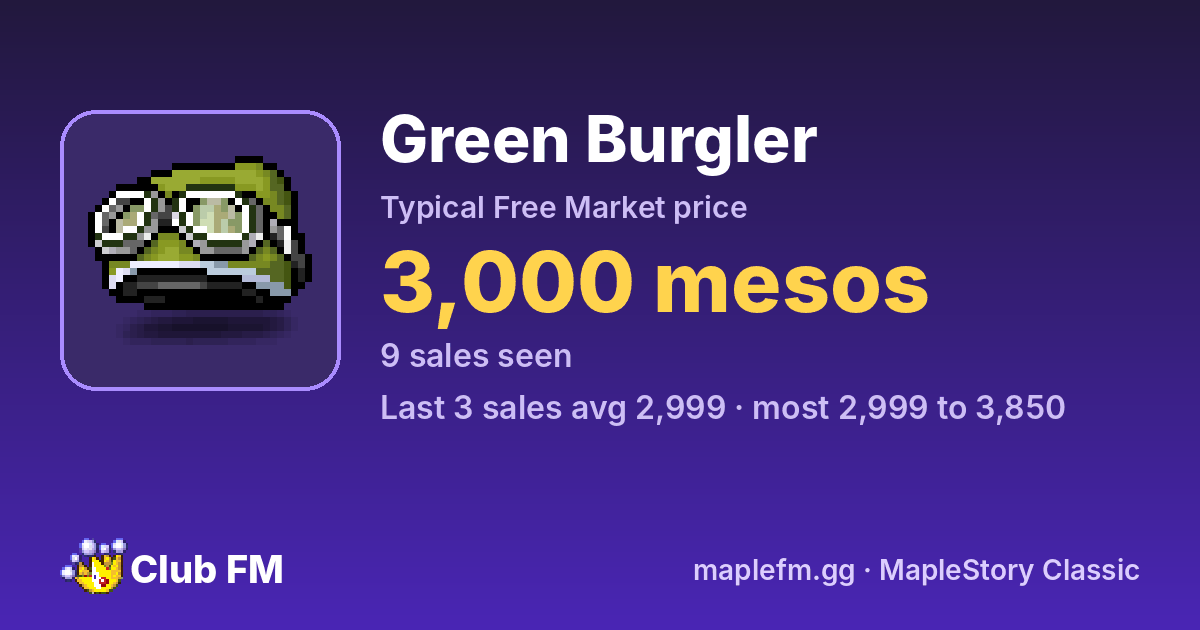 Green Burgler
Typical Free Market price
3,000 mesos
9 sales seen
Last 3 sales avg 2,999 · most 2,999 to 3,850
Club FM
maplefm.gg · MapleStory Classic